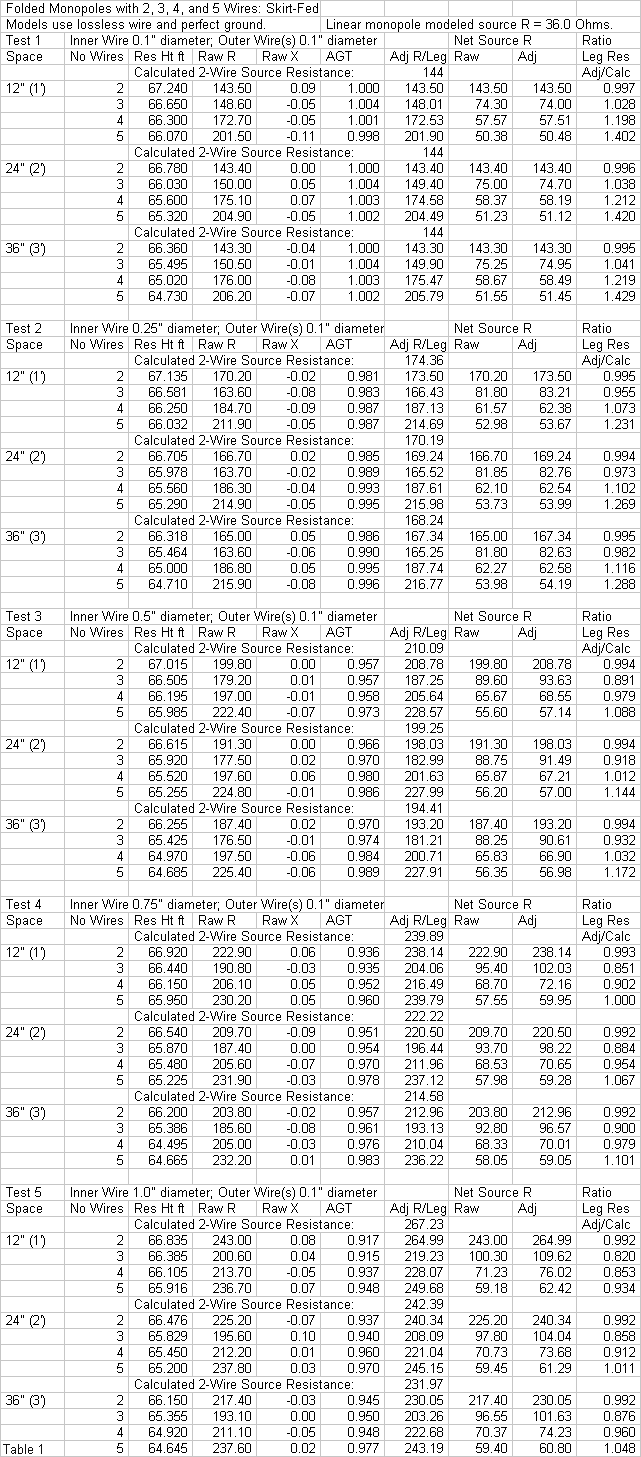 Folded Monopoles with 2, 3, 4, and 5 Wires: Skirt-Fed
Models use lossless wire and perfect ground. Linear monopole modeled source R = 36.0 Ohms.
Test 1 Inner Wire 0.1" diameter; Outer Wire(s) 0.1" diameter Net Source R Ratio
Space No Wires Res Ht ft Raw R Raw X AGT Adj R/Leg Raw Adj Leg Res
Calculated 2-Wire Source Resistance: 144 Adj/Calc
12" (1') 2 67.240 143.50 0.09 1.000 143.50 143.50 143.50 0.997
3 66.650 148.60 -0.05 1.004 148.01 74.30 74.00 1.028
4 66.300 172.70 -0.05 1.001 172.53 57.57 57.51 1.198
5 66.070 201.50 -0.11 0.998 201.90 50.38 50.48 1.402
Calculated 2-Wire Source Resistance: 144
24" (2') 2 66.780 143.40 0.00 1.000 143.40 143.40 143.40 0.996
3 66.030 150.00 0.05 1.004 149.40 75.00 74.70 1.038
4 65.600 175.10 0.07 1.003 174.58 58.37 58.19 1.212
5 65.320 204.90 -0.05 1.002 204.49 51.23 51.12 1.420
Calculated 2-Wire Source Resistance: 144
36" (3') 2 66.360 143.30 -0.04 1.000 143.30 143.30 143.30 0.995
3 65.495 150.50 -0.01 1.004 149.90 75.25 74.95 1.041
4 65.020 176.00 -0.08 1.003 175.47 58.67 58.49 1.219
5 64.730 206.20 -0.07 1.002 205.79 51.55 51.45 1.429
Test 2 Inner Wire 0.25" diameter; Outer Wire(s) 0.1" diameter Net Source R Ratio
Space No Wires Res Ht ft Raw R Raw X AGT Adj R/Leg Raw Adj Leg Res
Calculated 2-Wire Source Resistance: 174.36 Adj/Calc
12" (1') 2 67.135 170.20 -0.02 0.981 173.50 170.20 173.50 0.995
3 66.581 163.60 -0.08 0.983 166.43 81.80 83.21 0.955
4 66.250 184.70 -0.09 0.987 187.13 61.57 62.38 1.073
5 66.032 211.90 -0.05 0.987 214.69 52.98 53.67 1.231
Calculated 2-Wire Source Resistance: 170.19
24" (2') 2 66.705 166.70 0.02 0.985 169.24 166.70 169.24 0.994
3 65.978 163.70 -0.02 0.989 165.52 81.85 82.76 0.973
4 65.560 186.30 -0.04 0.993 187.61 62.10 62.54 1.102
5 65.290 214.90 -0.05 0.995 215.98 53.73 53.99 1.269
Calculated 2-Wire Source Resistance: 168.24
36" (3') 2 66.318 165.00 0.05 0.986 167.34 165.00 167.34 0.995
3 65.464 163.60 -0.06 0.990 165.25 81.80 82.63 0.982
4 65.000 186.80 0.05 0.995 187.74 62.27 62.58 1.116
5 64.710 215.90 -0.08 0.996 216.77 53.98 54.19 1.288
Test 3 Inner Wire 0.5" diameter; Outer Wire(s) 0.1" diameter Net Source R Ratio
Space No Wires Res Ht ft Raw R Raw X AGT Adj R/Leg Raw Adj Leg Res
Calculated 2-Wire Source Resistance: 210.09 Adj/Calc
12" (1') 2 67.015 199.80 0.00 0.957 208.78 199.80 208.78 0.994
3 66.505 179.20 0.01 0.957 187.25 89.60 93.63 0.891
4 66.195 197.00 -0.01 0.958 205.64 65.67 68.55 0.979
5 65.985 222.40 -0.07 0.973 228.57 55.60 57.14 1.088
Calculated 2-Wire Source Resistance: 199.25
24" (2') 2 66.615 191.30 0.00 0.966 198.03 191.30 198.03 0.994
3 65.920 177.50 0.02 0.970 182.99 88.75 91.49 0.918
4 65.520 197.60 0.06 0.980 201.63 65.87 67.21 1.012
5 65.255 224.80 -0.01 0.986 227.99 56.20 57.00 1.144
Calculated 2-Wire Source Resistance: 194.41
36" (3') 2 66.255 187.40 0.02 0.970 193.20 187.40 193.20 0.994
3 65.425 176.50 -0.01 0.974 181.21 88.25 90.61 0.932
4 64.970 197.50 -0.06 0.984 200.71 65.83 66.90 1.032
5 64.685 225.40 -0.06 0.989 227.91 56.35 56.98 1.172
Test 4 Inner Wire 0.75" diameter; Outer Wire(s) 0.1" diameter Net Source R Ratio
Space No Wires Res Ht ft Raw R Raw X AGT Adj R/Leg Raw Adj Leg Res
Calculated 2-Wire Source Resistance: 239.89 Adj/Calc
12" (1') 2 66.920 222.90 0.06 0.936 238.14 222.90 238.14 0.993
3 66.440 190.80 -0.03 0.935 204.06 95.40 102.03 0.851
4 66.150 206.10 0.05 0.952 216.49 68.70 72.16 0.902
5 65.950 230.20 0.05 0.960 239.79 57.55 59.95 1.000
Calculated 2-Wire Source Resistance: 222.22
24" (2') 2 66.540 209.70 -0.09 0.951 220.50 209.70 220.50 0.992
3 65.870 187.40 0.00 0.954 196.44 93.70 98.22 0.884
4 65.480 205.60 -0.07 0.970 211.96 68.53 70.65 0.954
5 65.225 231.90 -0.03 0.978 237.12 57.98 59.28 1.067
Calculated 2-Wire Source Resistance: 214.58
36" (3') 2 66.200 203.80 -0.02 0.957 212.96 203.80 212.96 0.992
3 65.386 185.60 -0.08 0.961 193.13 92.80 96.57 0.900
4 64.495 205.00 -0.03 0.976 210.04 68.33 70.01 0.979
5 64.665 232.20 0.01 0.983 236.22 58.05 59.05 1.101
Test 5 Inner Wire 1.0" diameter; Outer Wire(s) 0.1" diameter Net Source R Ratio
Space No Wires Res Ht ft Raw R Raw X AGT Adj R/Leg Raw Adj Leg Res
Calculated 2-Wire Source Resistance: 267.23 Adj/Calc
12" (1') 2 66.835 243.00 0.08 0.917 264.99 243.00 264.99 0.992
3 66.385 200.60 0.04 0.915 219.23 100.30 109.62 0.820
4 66.105 213.70 -0.05 0.937 228.07 71.23 76.02 0.853
5 65.916 236.70 0.07 0.948 249.68 59.18 62.42 0.934
Calculated 2-Wire Source Resistance: 242.39
24" (2') 2 66.476 225.20 -0.07 0.937 240.34 225.20 240.34 0.992
3 65.829 195.60 0.10 0.940 208.09 97.80 104.04 0.858
4 65.450 212.20 0.01 0.960 221.04 70.73 73.68 0.912
5 65.200 237.80 0.03 0.970 245.15 59.45 61.29 1.011
Calculated 2-Wire Source Resistance: 231.97
36" (3') 2 66.150 217.40 -0.03 0.945 230.05 217.40 230.05 0.992
3 65.355 193.10 0.00 0.950 203.26 96.55 101.63 0.876
4 64.920 211.10 -0.05 0.948 222.68 70.37 74.23 0.960
Table 1 5 64.645 237.60 0.02 0.977 243.19 59.40 60.80 1.048